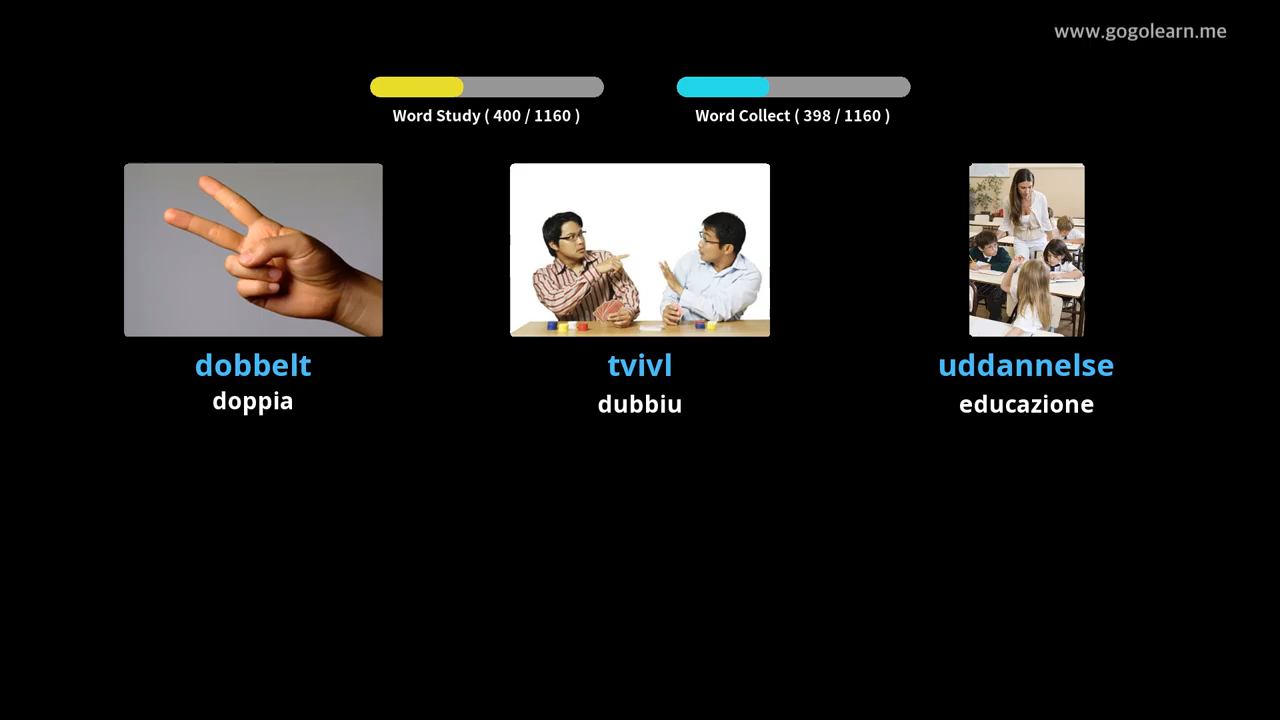 www.gogolearn.me
Word Study ( 400 / 1160 )
Word Collect ( 398 / 1160 )
dobbelt
doppia
tvivl
dubbiu
uddannelse
educazione